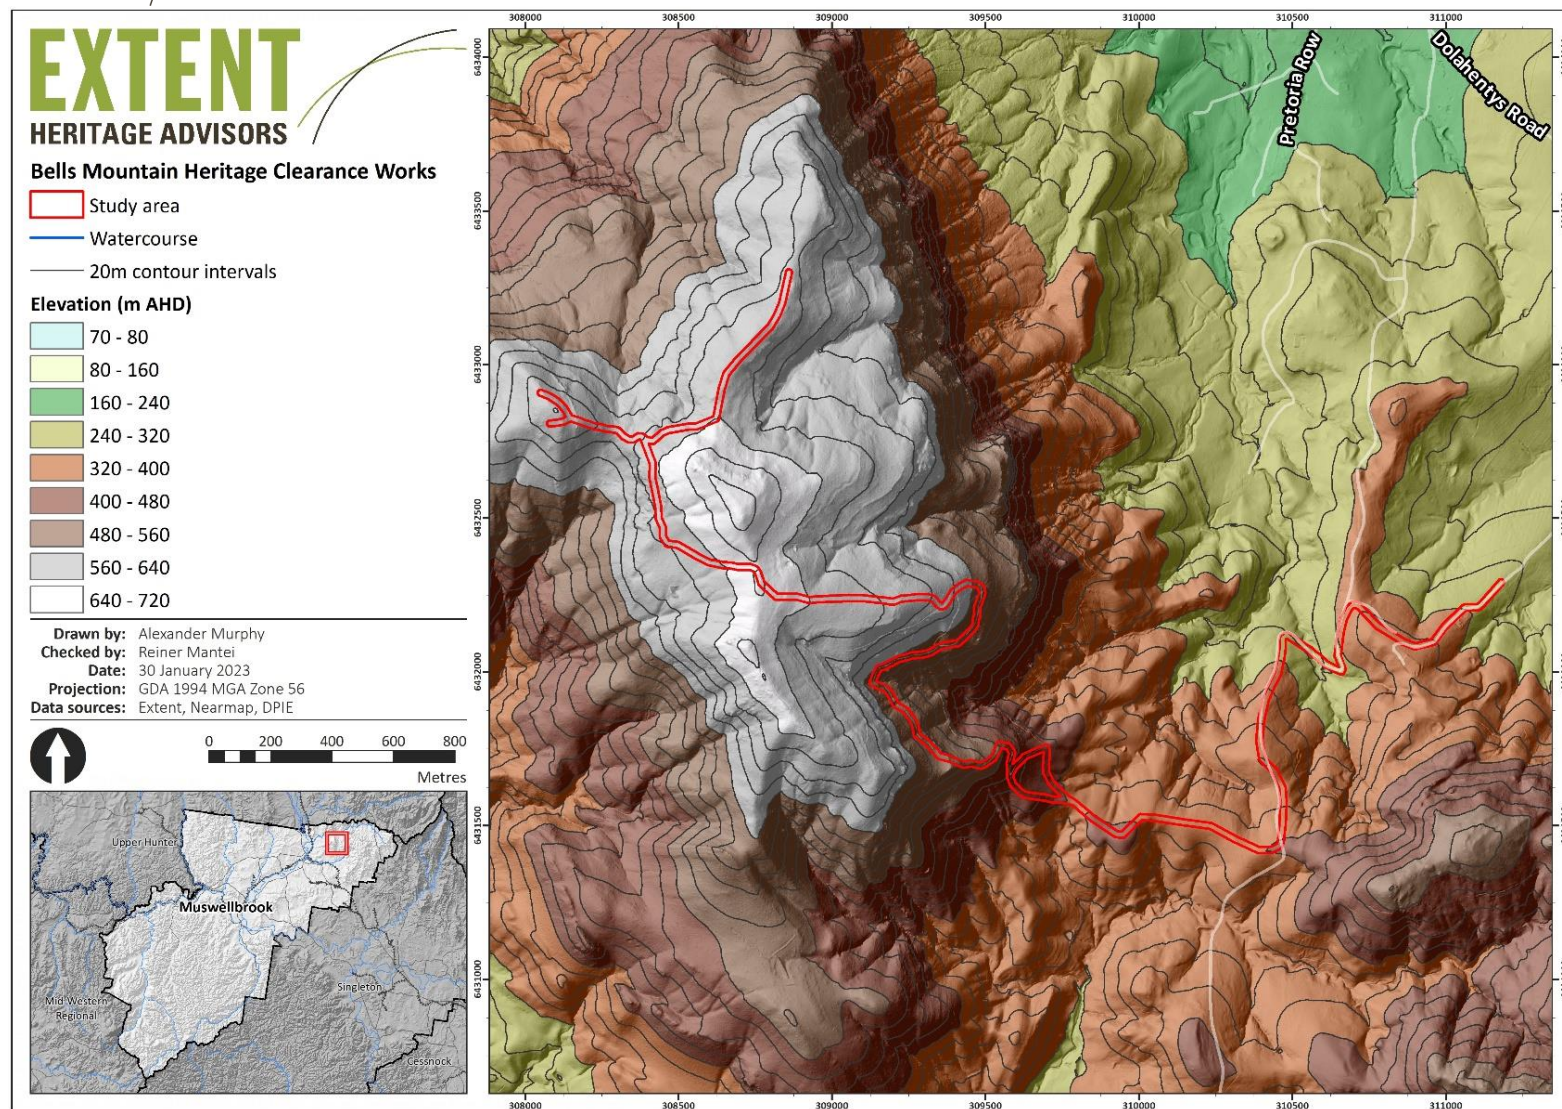 308000 308500 309000 309500 310000 310500 311000
EXTENT
HERITAGE ADVISORS
Bells Mountain Heritage Clearance Works
Study area
Watercourse
20m contour intervals
Elevation (m AHD)
70 - 80
80 - 160
160 - 240
240 - 320
320 - 400
400 - 480
480 - 560
560 - 640
640 - 720
Drawn by: Alexander Murphy
Checked by: Reiner Mantei
Date: 30 January 2023
Projection: GDA 1994 MGA Zone 56
Data sources: Extent, Nearmap, DPIE
0 200 400 600 800
Metres
Upper Hunter
Muswellbrook
Mid-Western
Regional
Singleton
Cessnock
6434000
6433500
6433000
6432500
6432000
6431500
6431000
Pretoria Row
Dolahentys Road
308000 308500 309000 309500 310000 310500 311000